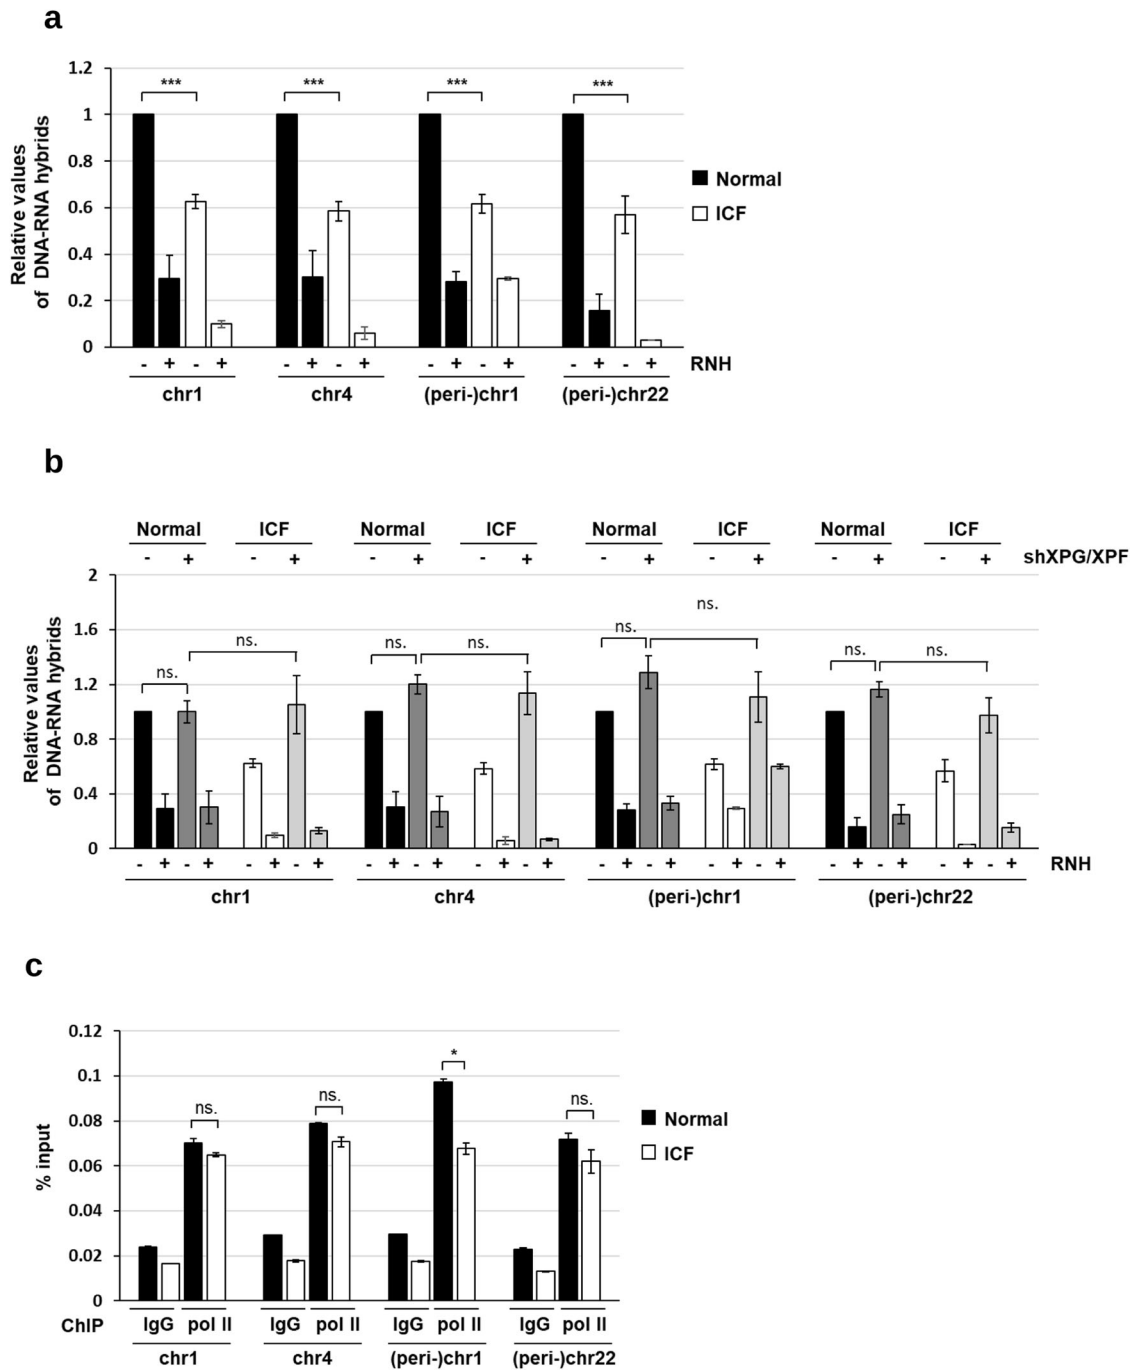 a
Relative values
of DNA-RNA hybrids
1.2
1
0.8
0.6
0.4
0.2
0
*** *** *** ***
Normal
ICF
- + - + - + - + - + - + - + - + RNH
chr1 chr4 (peri-)chr1 (peri-)chr22
b
Normal ICF Normal ICF Normal ICF Normal ICF
- + - + - + - + - + - + - + - + shXPG/XPF
Relative values
of DNA-RNA hybrids
2
1.6
1.2
0.8
0.4
0
ns. ns. ns. ns. ns. ns. ns. ns.
- + - + - + - + - + - + - + - + - + - + - + - + - + - + - + - + RNH
chr1 chr4 (peri-)chr1 (peri-)chr22
c
% input
0.12
0.1
0.08
0.06
0.04
0.02
0
ns. ns. * ns.
Normal
ICF
ChIP IgG pol II IgG pol II IgG pol II IgG pol II
chr1 chr4 (peri-)chr1 (peri-)chr22